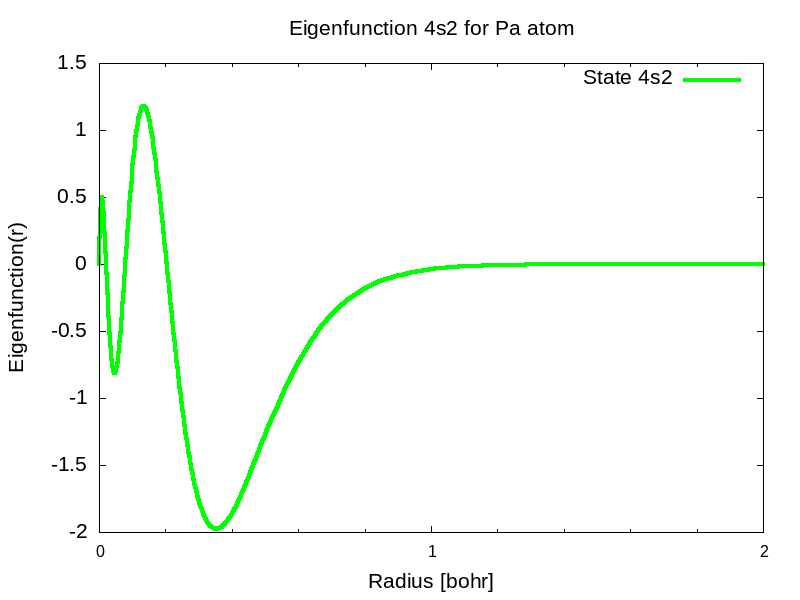 Eigenfunction 4s2 for Pa atom
State 4s2
1.5
1
0.5
0
-0.5
-1
-1.5
-2
Eigenfunction(r)
0 1 2
Radius [bohr]